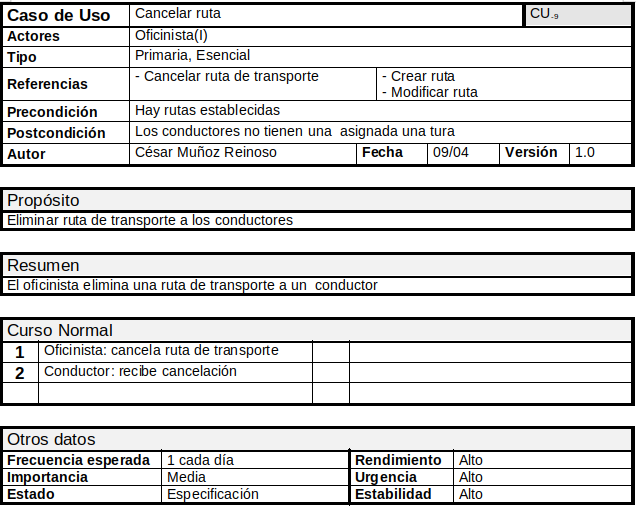 Caso de Uso Cancelar ruta CU-9
Actores Oficinista(I)
Tipo Primaria, Esencial
Referencias - Cancelar ruta de transporte - Crear ruta
- Modificar ruta
Precondición Hay rutas establecidas
Postcondición Los conductores no tienen una asignada una tura
Autor César Muñoz Reinoso Fecha 09/04 Versión 1.0
Propósito
Eliminar ruta de transporte a los conductores
Resumen
El oficinista elimina una ruta de transporte a un conductor
Curso Normal
1 Oficinista: cancela ruta de transporte
2 Conductor: recibe cancelación
Otros datos
Frecuencia esperada 1 cada día Rendimiento Alto
Importancia Media Urgencia Alto
Estado Especificación Estabilidad Alto